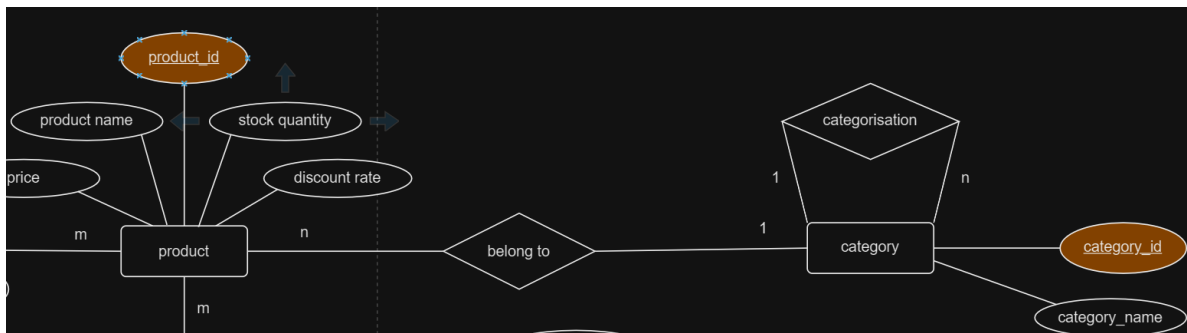 product_id
product name
stock quantity
categorisation
price
discount rate
1
n
m
n
1
product
belong to
category
category_id
m
category_name